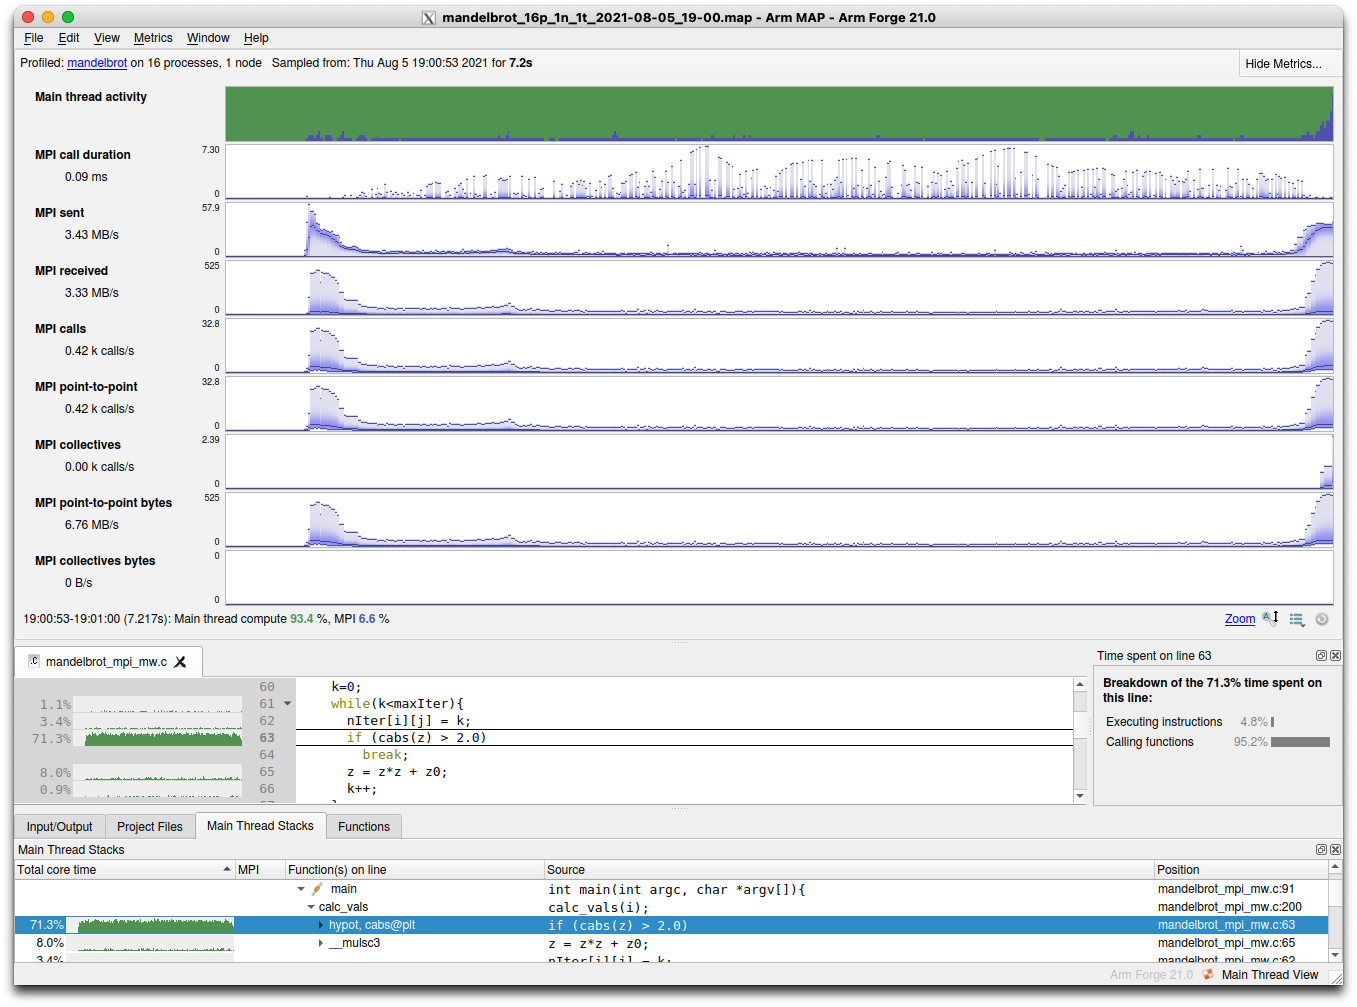 mandelbrot_16p_1n_1t_2021-08-05_19-00.map - Arm MAP - Arm Forge 21.0
File Edit View Metrics Window Help
Profiled: mandelbrot on 16 processes, 1 node Sampled from: Thu Aug 5 19:00:53 2021 for 7.2s
Hide Metrics...
Main thread activity
MPI call duration 7.30
0.09 ms
0
MPI sent 57.9
3.43 MB/s
0
MPI received 525
3.33 MB/s
0
MPI calls 32.8
0.42 k calls/s
0
MPI point-to-point 32.8
0.42 k calls/s
0
MPI collectives 2.39
0.00 k calls/s
0
MPI point-to-point bytes 525
6.76 MB/s
0
MPI collectives bytes 0
0 B/s
0
19:00:53-19:01:00 (7.217s): Main thread compute 93.4 %, MPI 6.6 %
Zoom
.c mandelbrot_mpi_mw.c
60 k=0;
1.1% 61 while(k<maxIter){
3.4% 62 nIter[i][j] = k;
71.3% 63 if (cabs(z) > 2.0)
64 break;
8.0% 65 z = z*z + z0;
0.9% 66 k++;
67 }
Time spent on line 63
Breakdown of the 71.3% time spent on
this line:
Executing instructions 4.8%
Calling functions 95.2%
Input/Output Project Files Main Thread Stacks Functions
Main Thread Stacks
Total core time MPI Function(s) on line Source Position
main int main(int argc, char *argv[]){ mandelbrot_mpi_mw.c:91
calc_vals calc_vals(i); mandelbrot_mpi_mw.c:200
71.3% hypot, cabs@plt if (cabs(z) > 2.0) mandelbrot_mpi_mw.c:63
8.0% __mulsc3 z = z*z + z0; mandelbrot_mpi_mw.c:65
3.4% nIter[i][j] = k; mandelbrot_mpi_mw.c:62
Arm Forge 21.0 Main Thread View